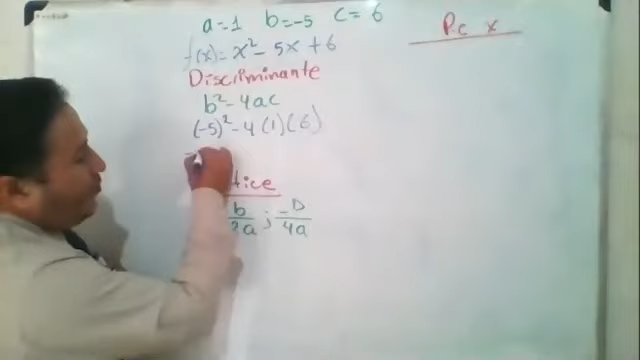 a=1 b=-5 c=6
f(x)= x² - 5x + 6
P.c x
Discriminante
b² - 4ac
(-5)² - 4(1)(6)
tice
b/2a ; -D/4a